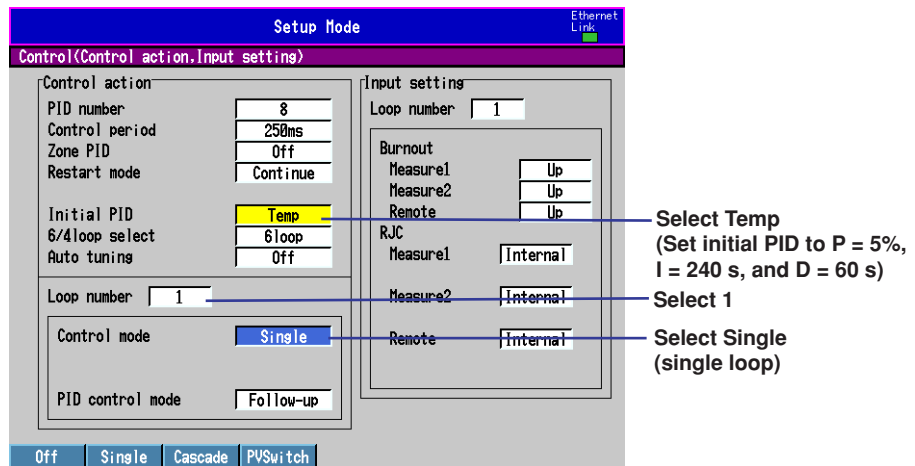 Setup Mode
Ethernet
Link
Control(Control action,Input setting)
Control action
PID number 8
Control period 250ms
Zone PID Off
Restart mode Continue
Initial PID Temp
6/4loop select 6loop
Auto tuning Off
Loop number 1
Control mode Single
PID control mode Follow-up
Input setting
Loop number 1
Burnout
Measure1 Up
Measure2 Up
Remote Up
RJC
Measure1 Internal
Measure2 Internal
Remote Internal
Select Temp
(Set initial PID to P = 5%,
I = 240 s, and D = 60 s)
Select 1
Select Single
(single loop)
Off Single Cascade PVSwitch